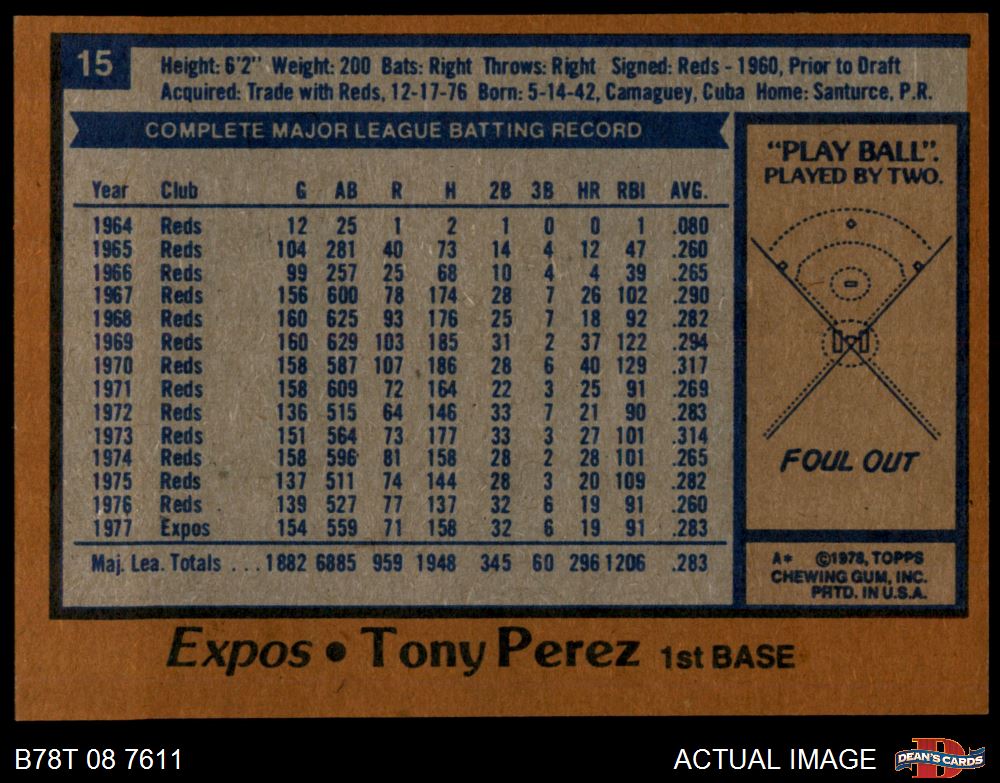 15
Height: 6'2" Weight: 200 Bats: Right Throws: Right Signed: Reds - 1960, Prior to Draft
Acquired: Trade with Reds, 12-17-76 Born: 5-14-42, Camaguey, Cuba Home: Santurce, P.R.
COMPLETE MAJOR LEAGUE BATTING RECORD
Year Club G AB R H 2B 3B HR RBI AVG.
1964 Reds 12 25 1 2 1 0 0 1 .080
1965 Reds 104 281 40 73 14 4 12 47 .260
1966 Reds 99 257 25 68 10 4 4 39 .265
1967 Reds 156 600 78 174 28 7 26 102 .290
1968 Reds 160 625 93 176 25 7 18 92 .282
1969 Reds 160 629 103 185 31 2 37 122 .294
1970 Reds 158 587 107 186 28 6 40 129 .317
1971 Reds 158 609 72 164 22 3 25 91 .269
1972 Reds 136 515 64 146 33 7 21 90 .283
1973 Reds 151 564 73 177 33 3 27 101 .314
1974 Reds 158 596 81 158 28 2 28 101 .265
1975 Reds 137 511 74 144 28 3 20 109 .282
1976 Reds 139 527 77 137 32 6 19 91 .260
1977 Expos 154 559 71 158 32 6 19 91 .283
Maj. Lea. Totals ... 1882 6885 959 1948 345 60 296 1206 .283
"PLAY BALL".
PLAYED BY TWO.
FOUL OUT
A* ©1978, TOPPS
CHEWING GUM, INC.
PRTD. IN U.S.A.
Expos • Tony Perez 1st BASE
B78T 08 7611
ACTUAL IMAGE
D
DEAN'S CARDS